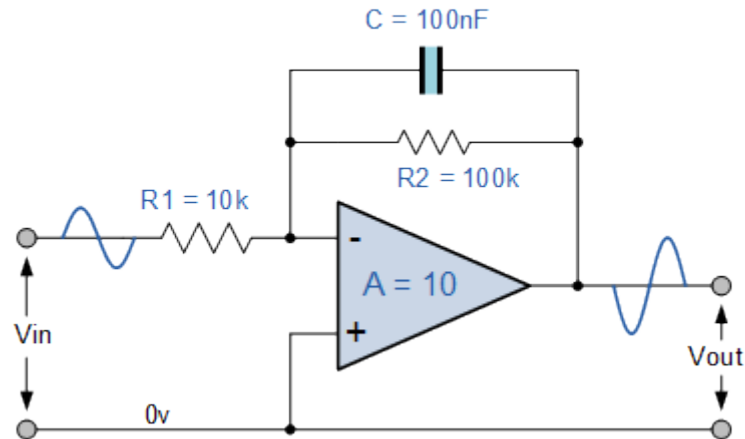 C = 100nF
R2 = 100k
R1 = 10k
-
A = 10
+
Vin
Vout
0v